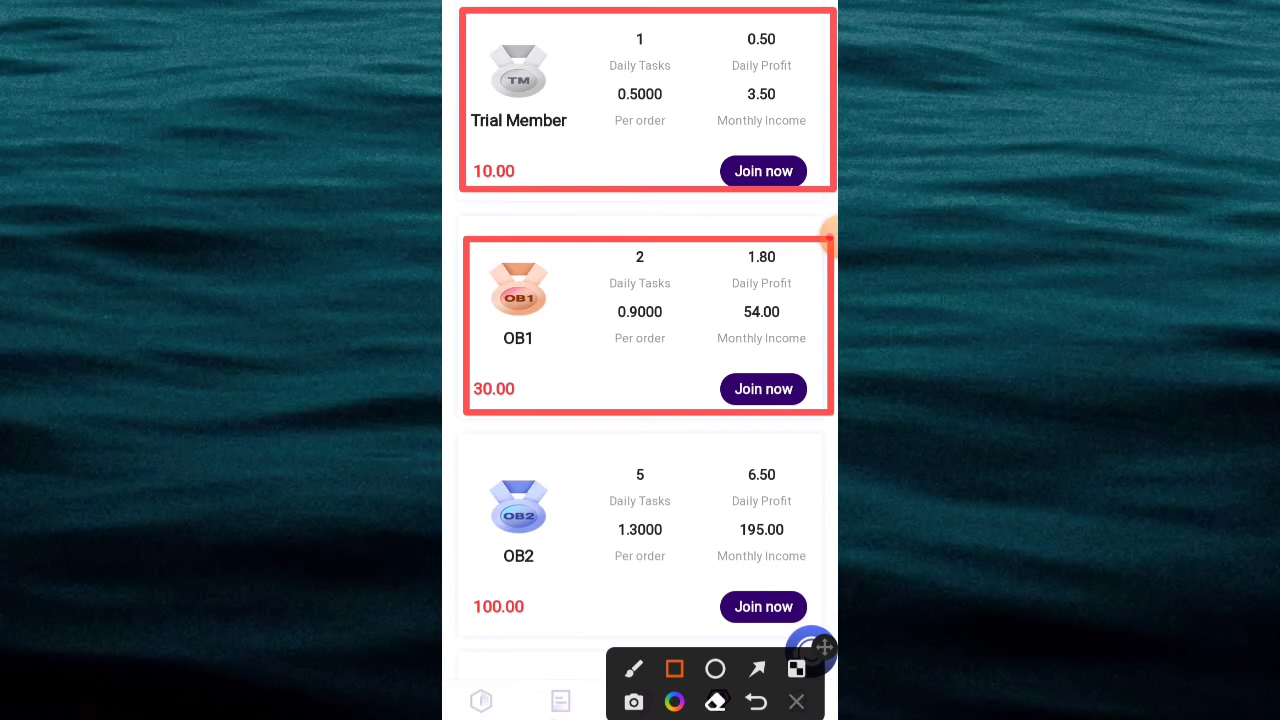 1
0.50
Daily Tasks
Daily Profit
TM
0.5000
3.50
Trial Member
Per order
Monthly Income
10.00
Join now
2
1.80
Daily Tasks
Daily Profit
OB1
0.9000
54.00
OB1
Per order
Monthly Income
30.00
Join now
5
6.50
Daily Tasks
Daily Profit
OB2
1.3000
195.00
OB2
Per order
Monthly Income
100.00
Join now